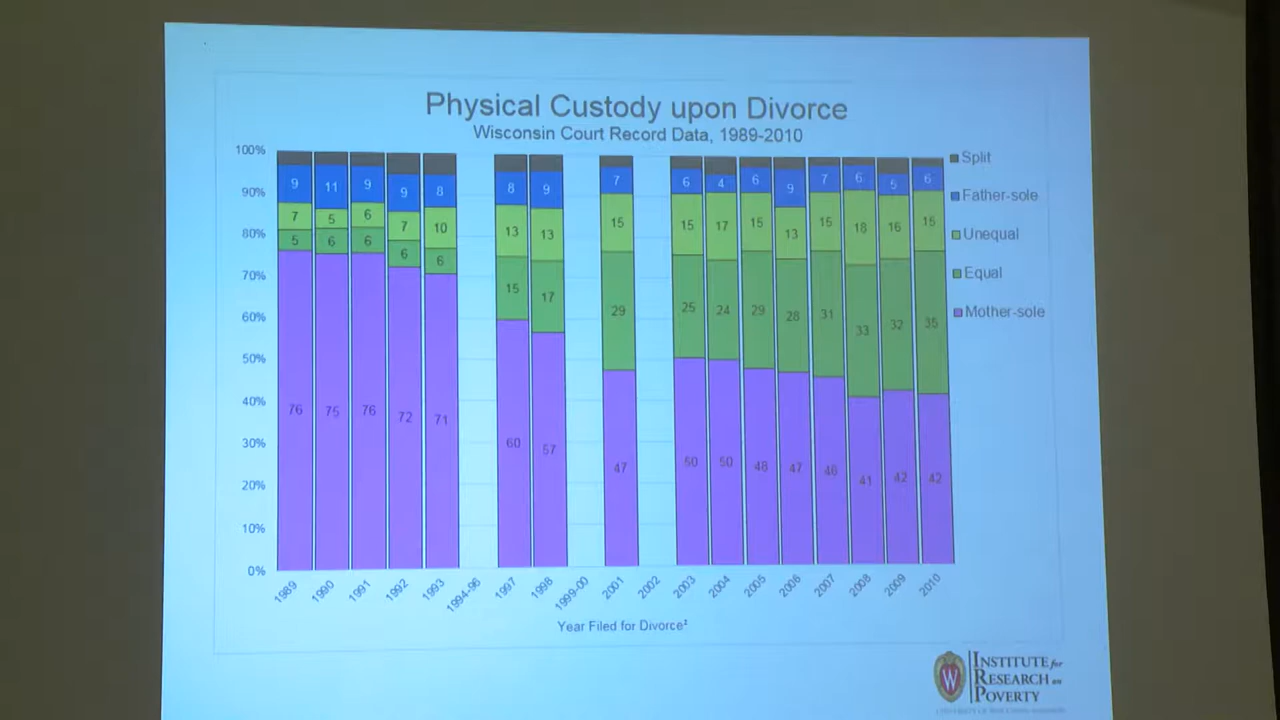 Physical Custody upon Divorce
Wisconsin Court Record Data, 1989-2010
100%
90%
80%
70%
60%
50%
40%
30%
20%
10%
0%
9 11 9 9 8 8 9 7 6 4 6 9 7 6 5 6
7 5 6 7 10 13 13 15 15 17 15 13 15 18 16 15
5 6 6 6 6 15 17 29 25 24 29 28 31 33 32 35
76 75 76 72 71 60 57 47 50 50 48 47 46 41 42 42
1989 1990 1991 1992 1993 1994-96 1997 1998 1999-00 2001 2002 2003 2004 2005 2006 2007 2008 2009 2010
Year Filed for Divorce²
Split
Father-sole
Unequal
Equal
Mother-sole
W
INSTITUTE for
RESEARCH on
POVERTY